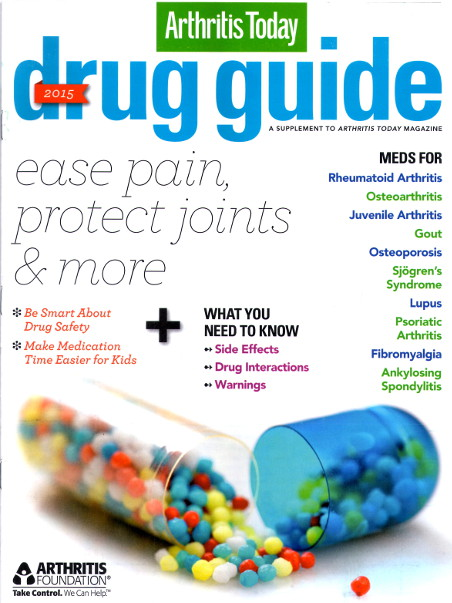 Arthritis Today
drug guide
2015
A SUPPLEMENT TO ARTHRITIS TODAY MAGAZINE
ease pain,
protect joints
& more
✻ Be Smart About
Drug Safety
✻ Make Medication
Time Easier for Kids
+
WHAT YOU
NEED TO KNOW
➻ Side Effects
➻ Drug Interactions
➻ Warnings
MEDS FOR
Rheumatoid Arthritis
Osteoarthritis
Juvenile Arthritis
Gout
Osteoporosis
Sjögren's
Syndrome
Lupus
Psoriatic
Arthritis
Fibromyalgia
Ankylosing
Spondylitis
ARTHRITIS
FOUNDATION®
Take Control. We Can Help.™